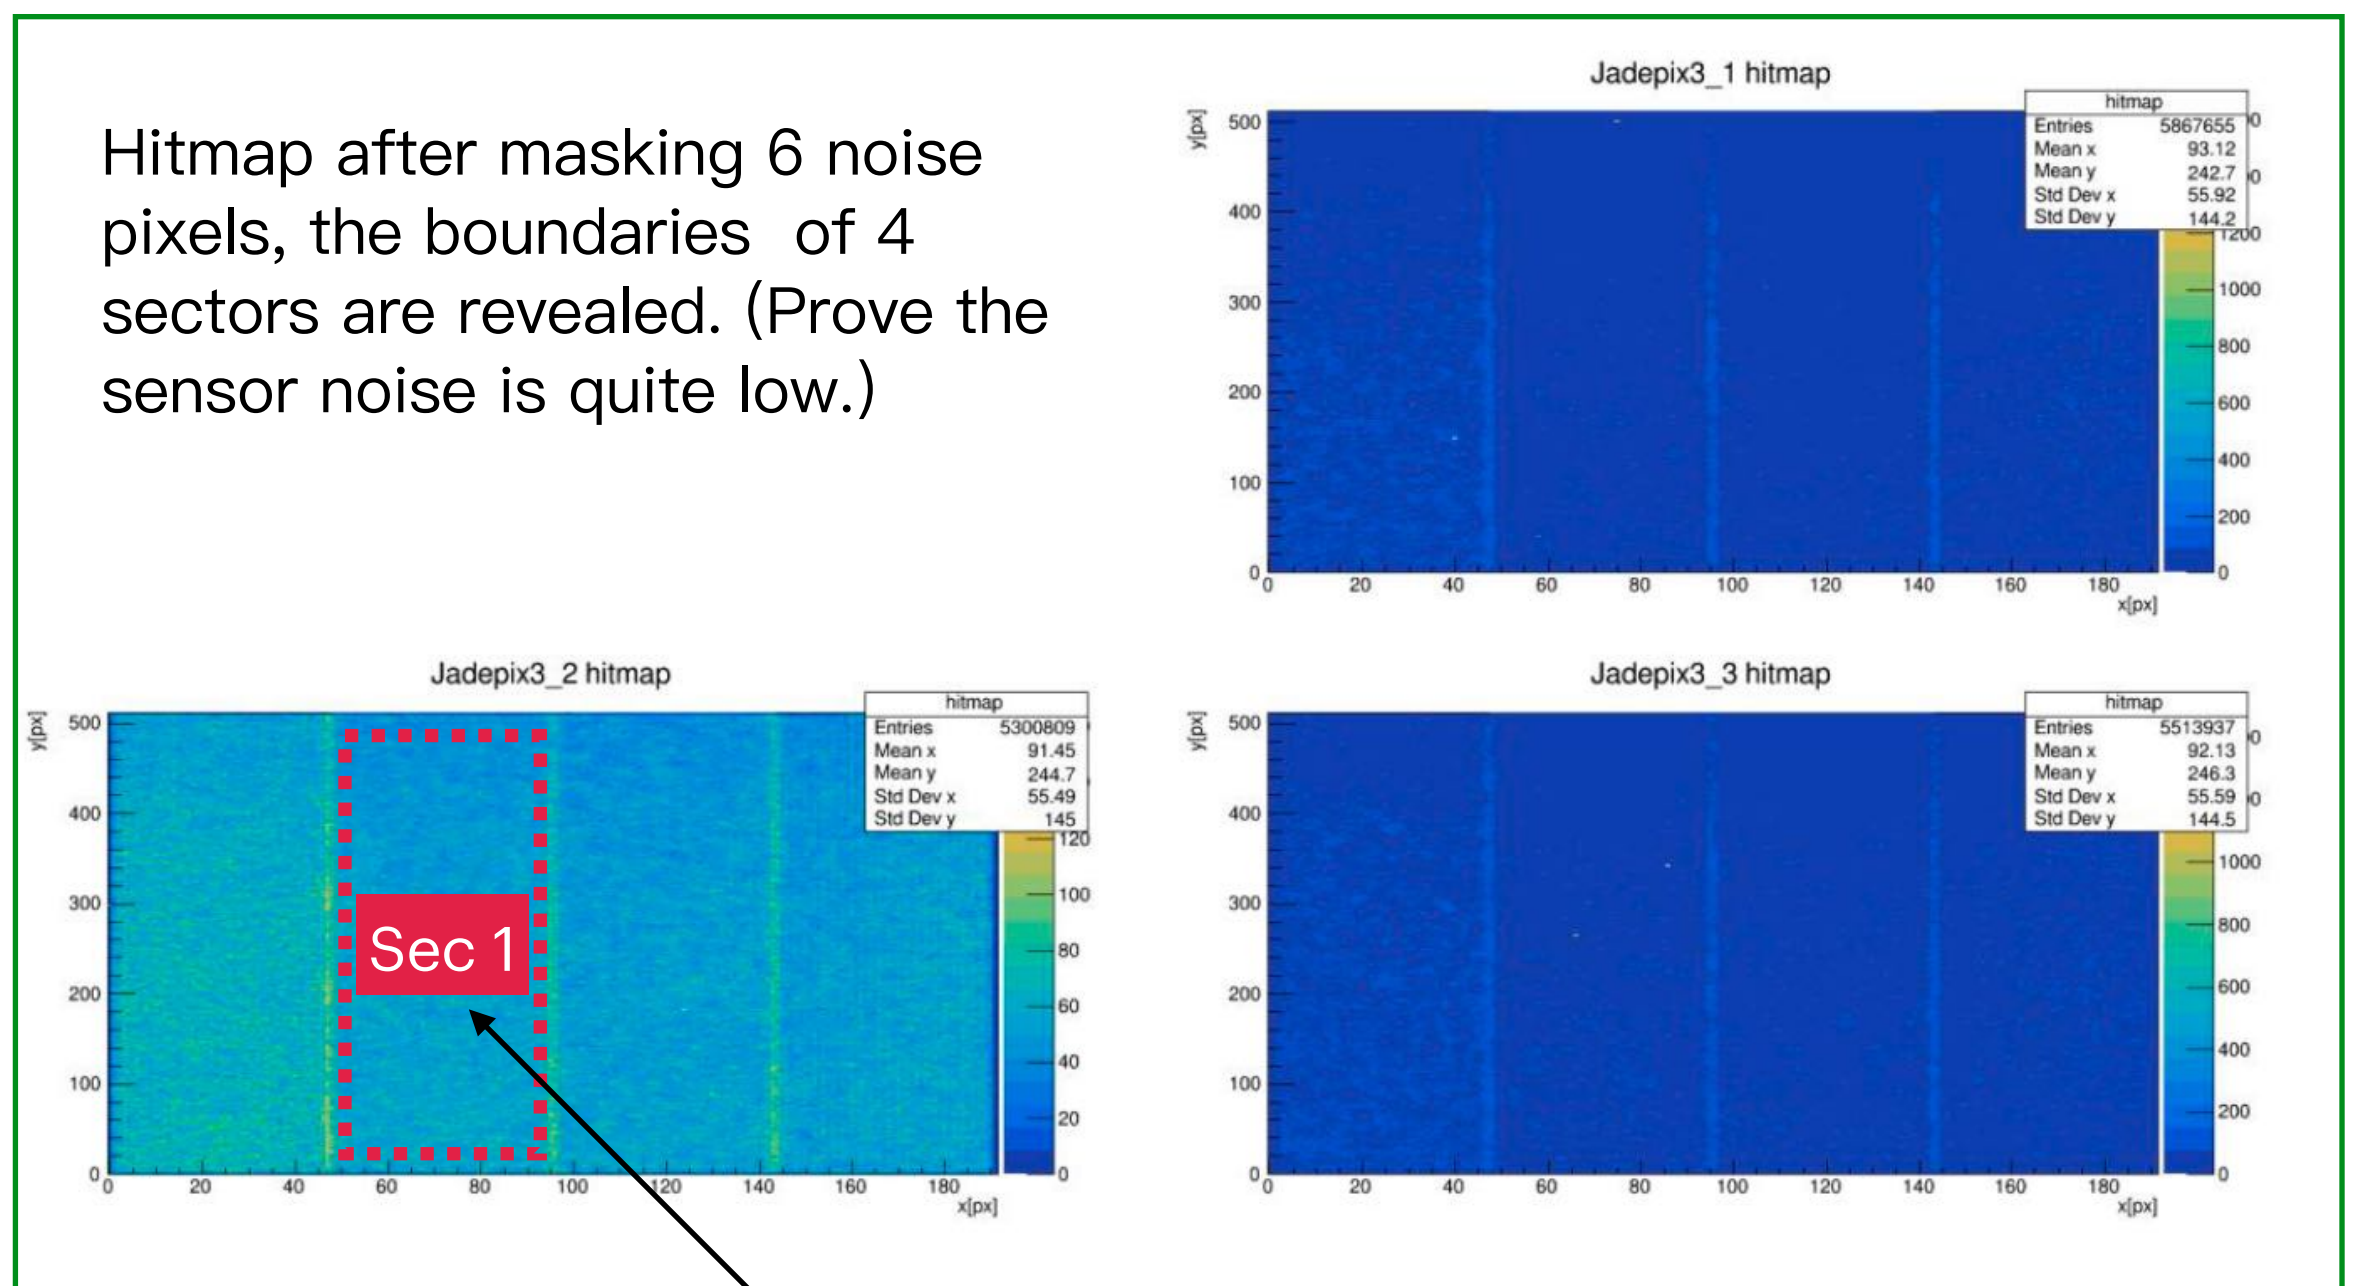 Hitmap after masking 6 noise
pixels, the boundaries of 4
sectors are revealed. (Prove the
sensor noise is quite low.)
Jadepix3_1 hitmap
y[px]
500
400
300
200
100
0
0 20 40 60 80 100 120 140 160 180
x[px]
hitmap
Entries 5867655
Mean x 93.12
Mean y 242.7
Std Dev x 55.92
Std Dev y 144.2
1200
1000
800
600
400
200
0
Jadepix3_2 hitmap
y[px]
500
400
300
200
100
0
0 20 40 60 80 100 120 140 160 180
x[px]
hitmap
Entries 5300809
Mean x 91.45
Mean y 244.7
Std Dev x 55.49
Std Dev y 145
120
100
80
60
40
20
0
Sec 1
Jadepix3_3 hitmap
y[px]
500
400
300
200
100
0
0 20 40 60 80 100 120 140 160 180
x[px]
hitmap
Entries 5513937
Mean x 92.13
Mean y 246.3
Std Dev x 55.59
Std Dev y 144.5
1000
800
600
400
200
0